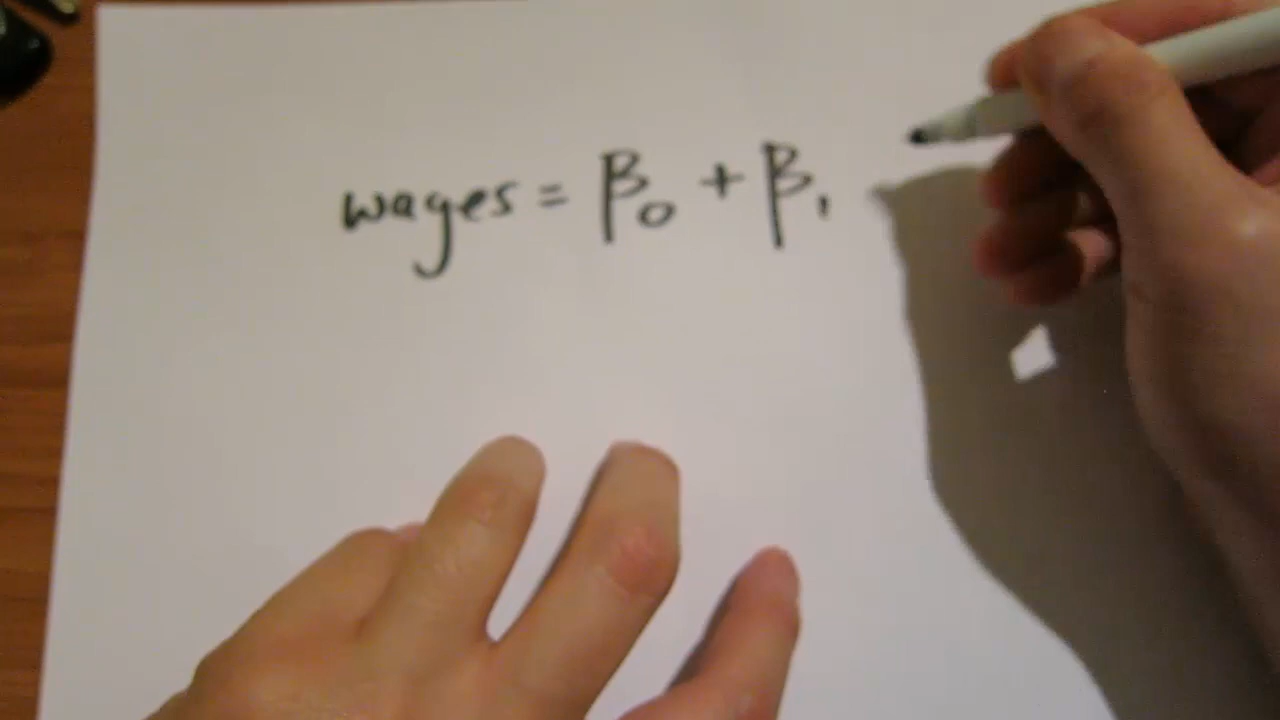 wages = β₀ + β₁